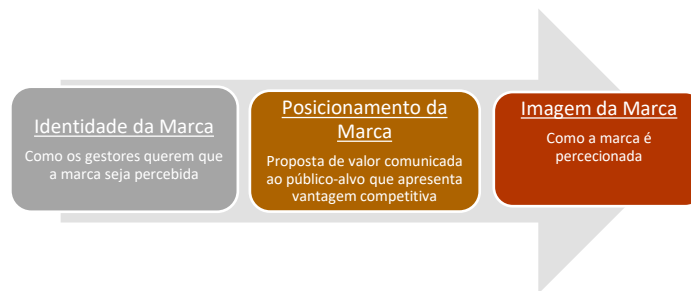 Identidade da Marca
Como os gestores querem que
a marca seja percebida
Posicionamento da
Marca
Proposta de valor comunicada
ao público-alvo que apresenta
vantagem competitiva
Imagem da Marca
Como a marca é
percecionada